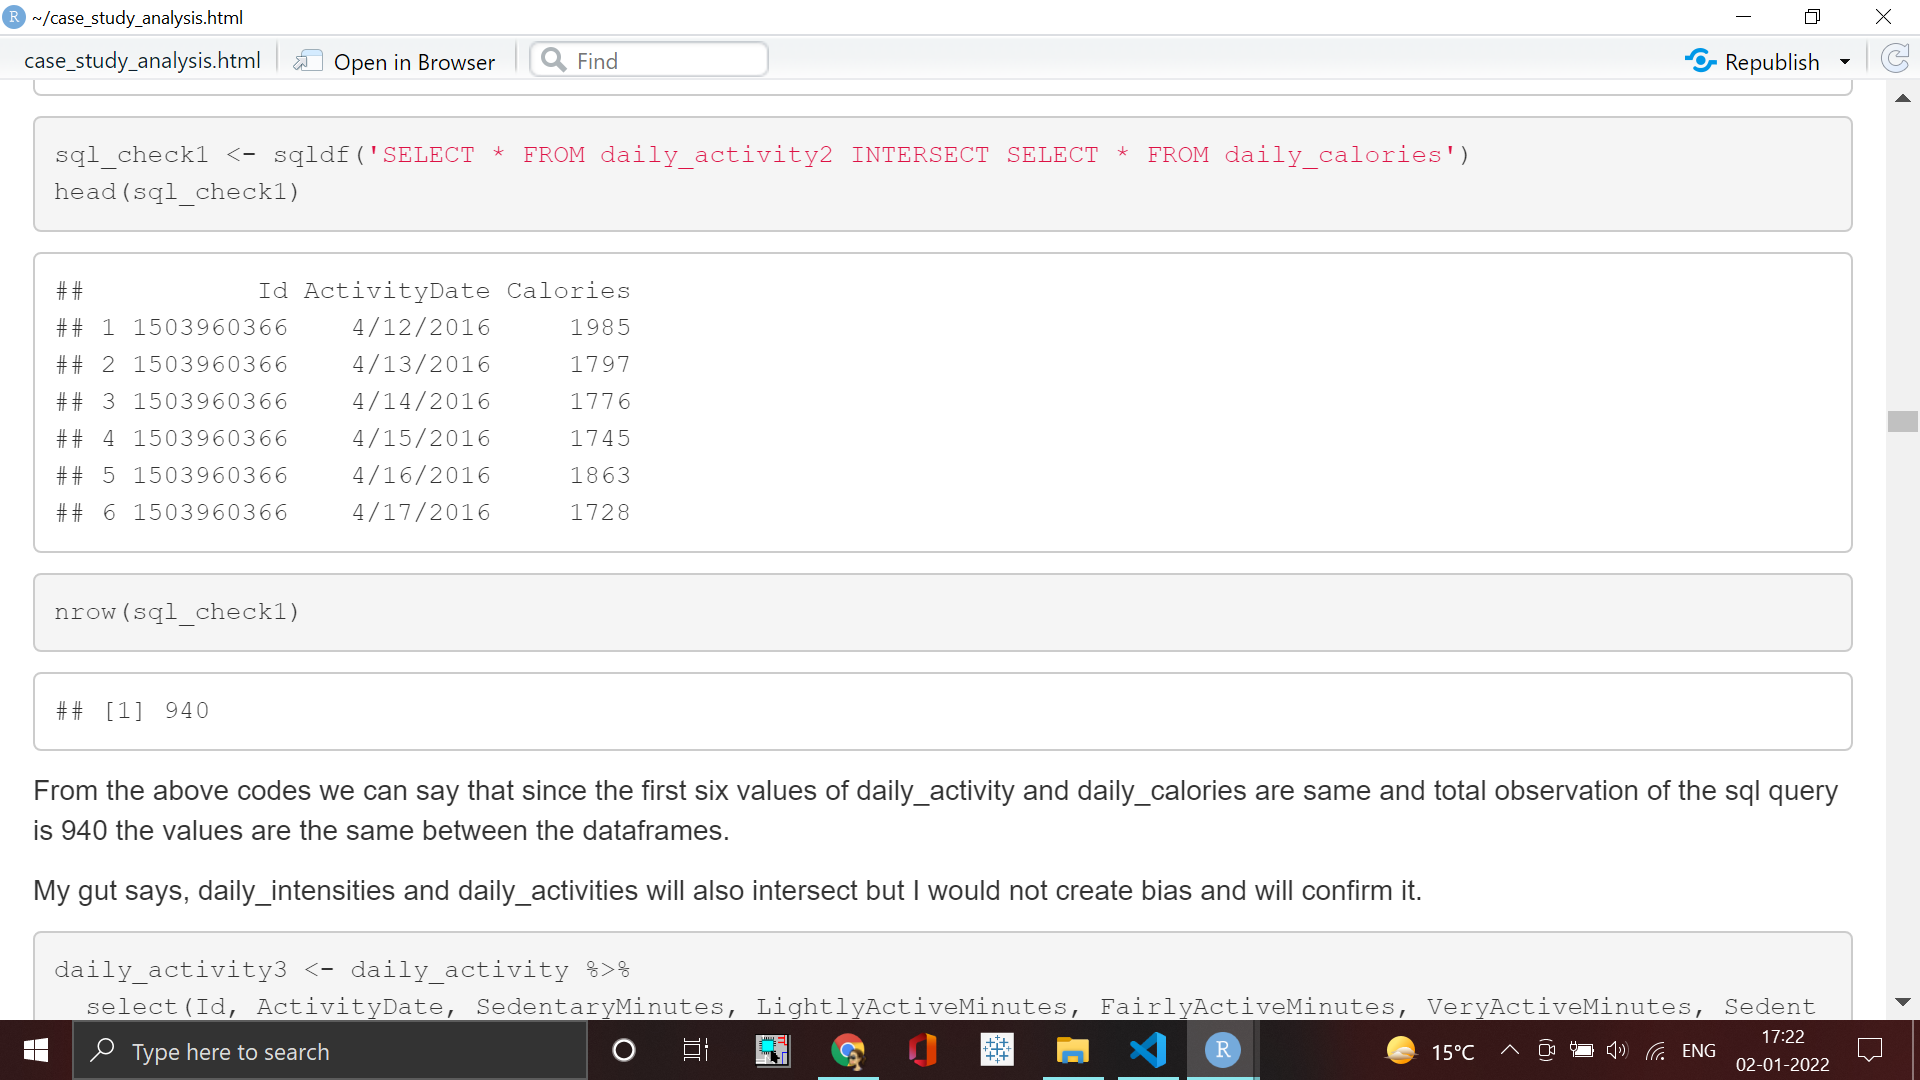 ~/case_study_analysis.html
case_study_analysis.html Open in Browser Find Republish
sql_check1 <- sqldf('SELECT * FROM daily_activity2 INTERSECT SELECT * FROM daily_calories')
head(sql_check1)
## Id ActivityDate Calories
## 1 1503960366 4/12/2016 1985
## 2 1503960366 4/13/2016 1797
## 3 1503960366 4/14/2016 1776
## 4 1503960366 4/15/2016 1745
## 5 1503960366 4/16/2016 1863
## 6 1503960366 4/17/2016 1728
nrow(sql_check1)
## [1] 940
From the above codes we can say that since the first six values of daily_activity and daily_calories are same and total observation of the sql query
is 940 the values are the same between the dataframes.
My gut says, daily_intensities and daily_activities will also intersect but I would not create bias and will confirm it.
daily_activity3 <- daily_activity %>%
select(Id, ActivityDate, SedentaryMinutes, LightlyActiveMinutes, FairlyActiveMinutes, VeryActiveMinutes, Sedent
Type here to search
R
15°C
ENG
17:22
02-01-2022